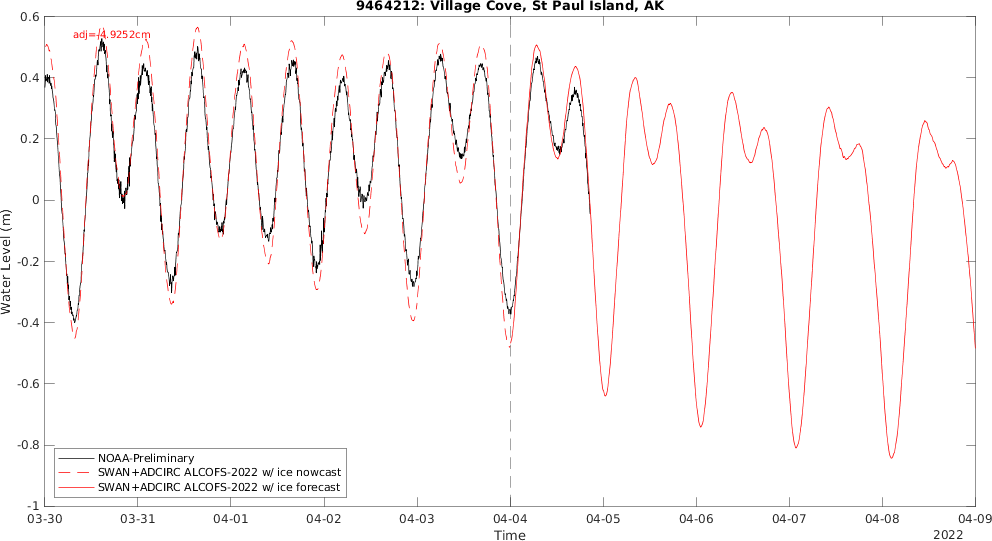 9464212: Village Cove, St Paul Island, AK
adj=-4.9252cm
Water Level (m)
0.6
0.4
0.2
0
-0.2
-0.4
-0.6
-0.8
-1
NOAA-Preliminary
SWAN+ADCIRC ALCOFS-2022 w/ ice nowcast
SWAN+ADCIRC ALCOFS-2022 w/ ice forecast
03-30 03-31 04-01 04-02 04-03 04-04 04-05 04-06 04-07 04-08 04-09
Time
2022